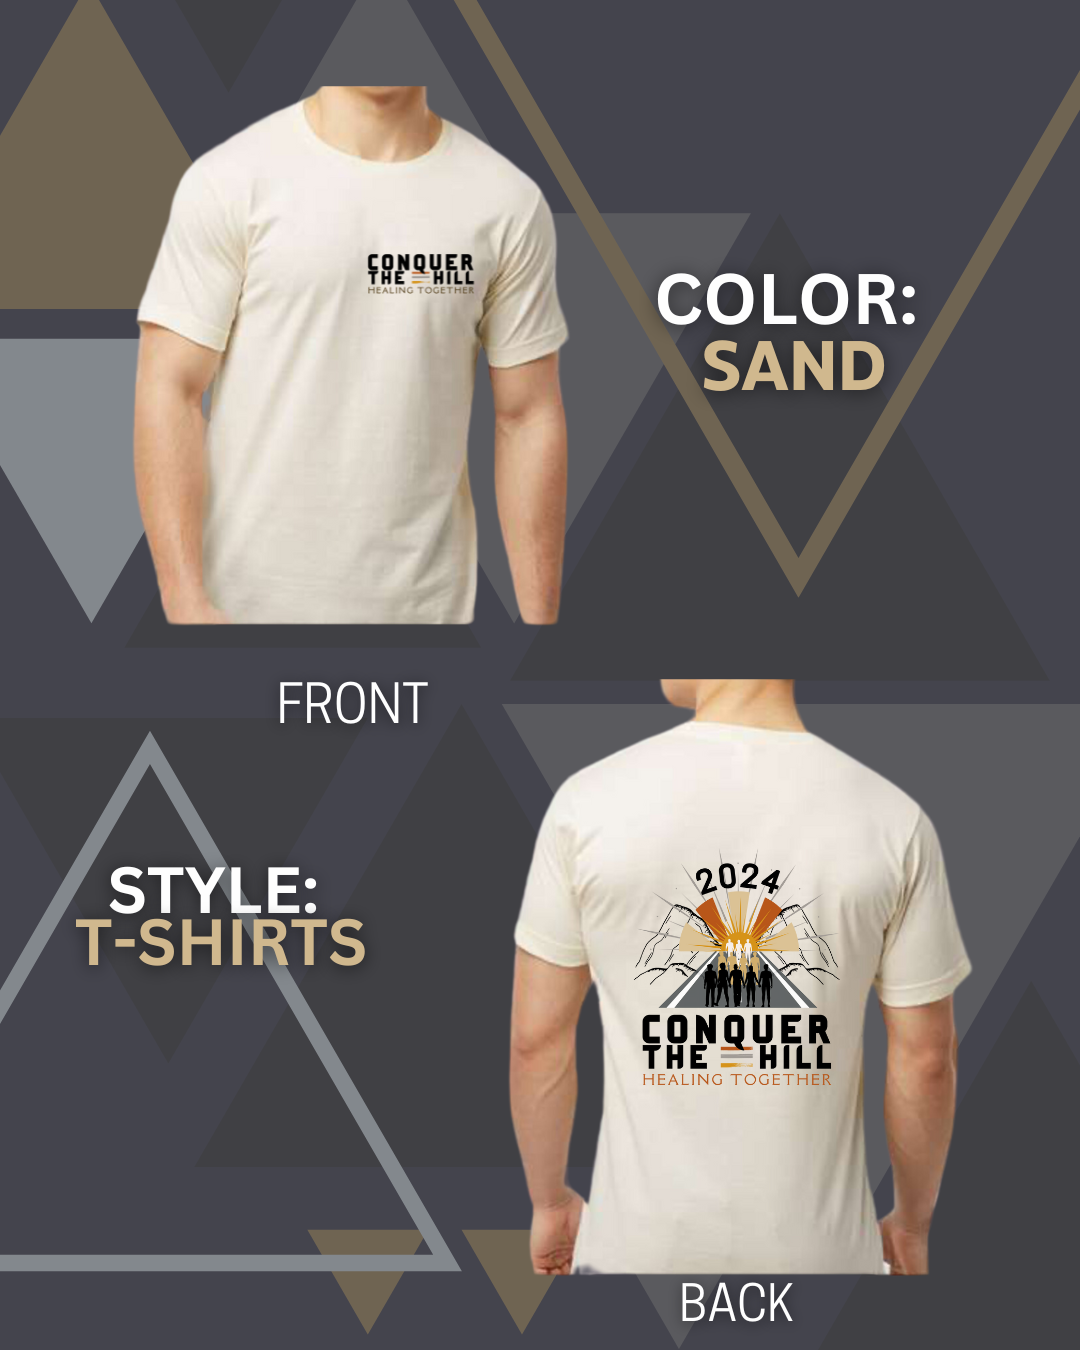 CONQUER
THE HILL
HEALING TOGETHER
COLOR:
SAND
FRONT
STYLE:
T-SHIRTS
2024
CONQUER
THE HILL
HEALING TOGETHER
BACK